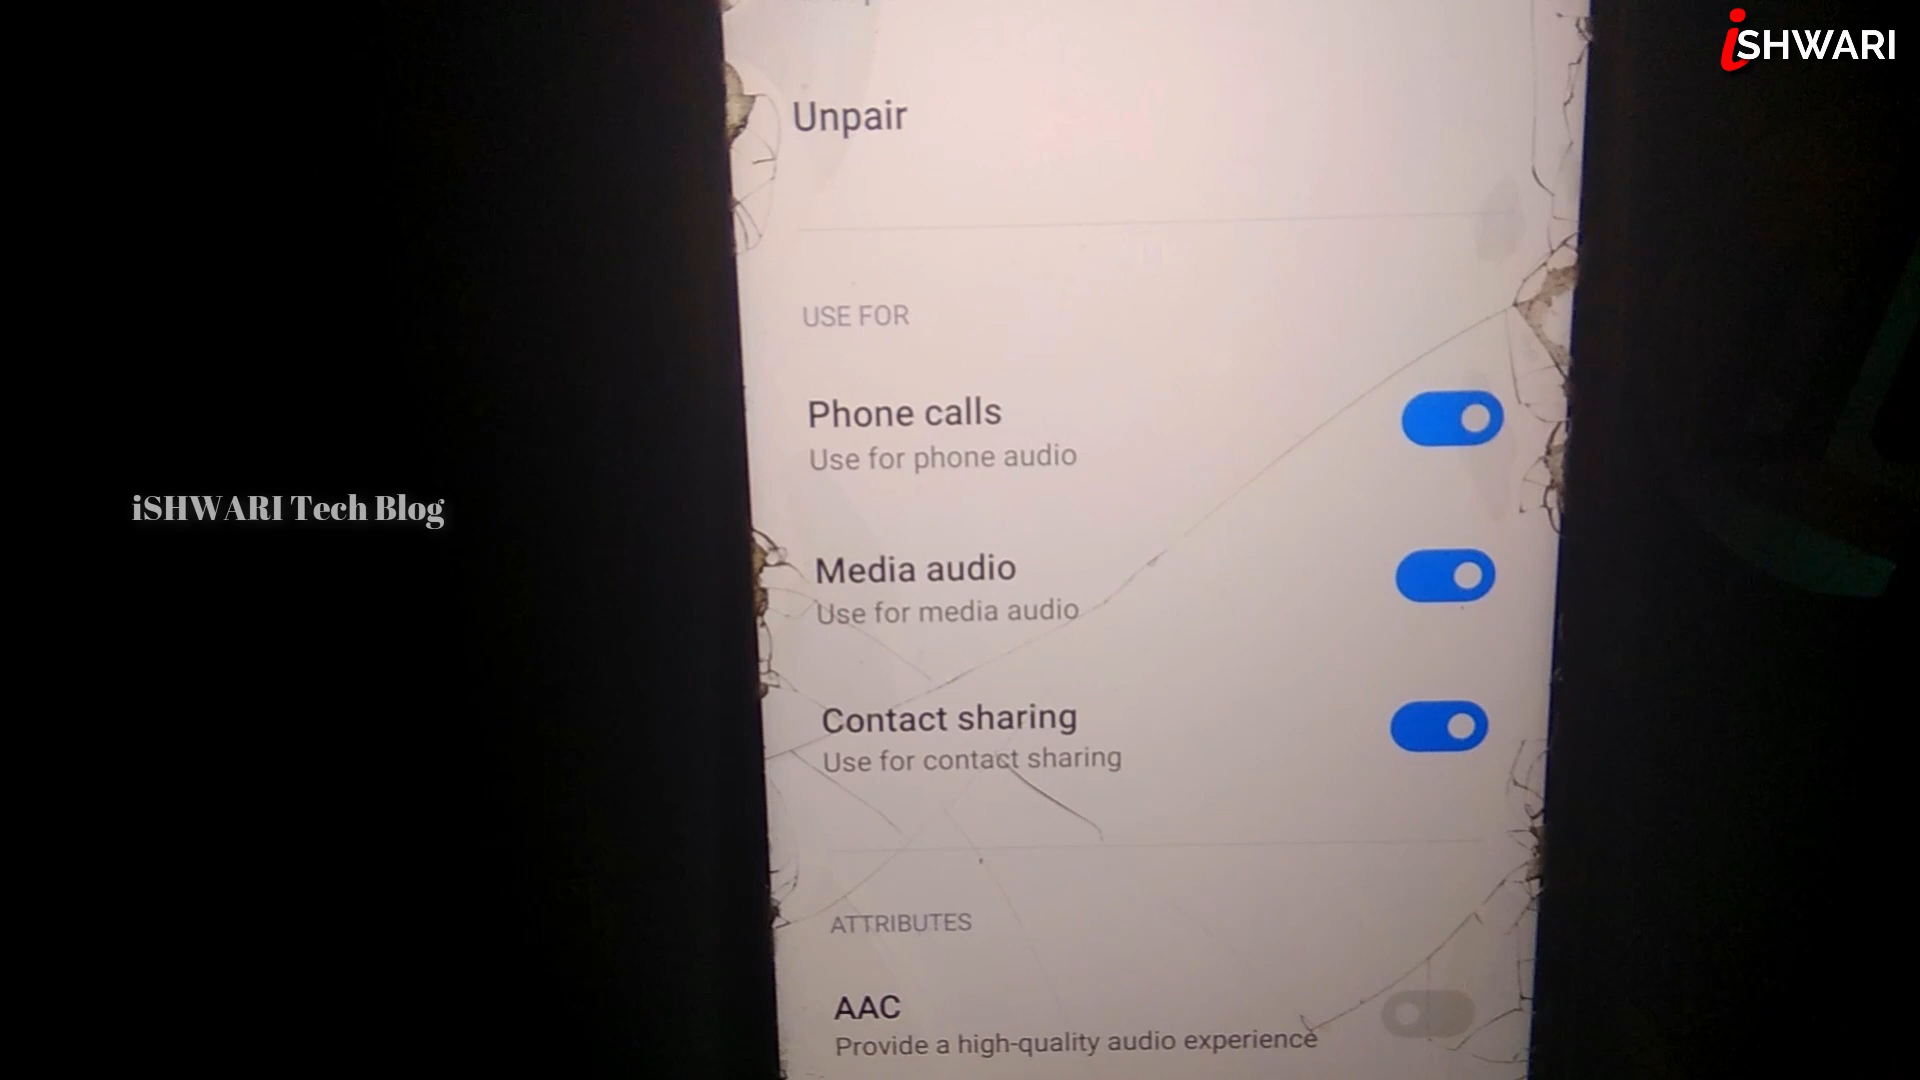 iSHWARI
Unpair
USE FOR
Phone calls
Use for phone audio
iSHWARI Tech Blog
Media audio
Use for media audio
Contact sharing
Use for contact sharing
ATTRIBUTES
AAC
Provide a high-quality audio experience